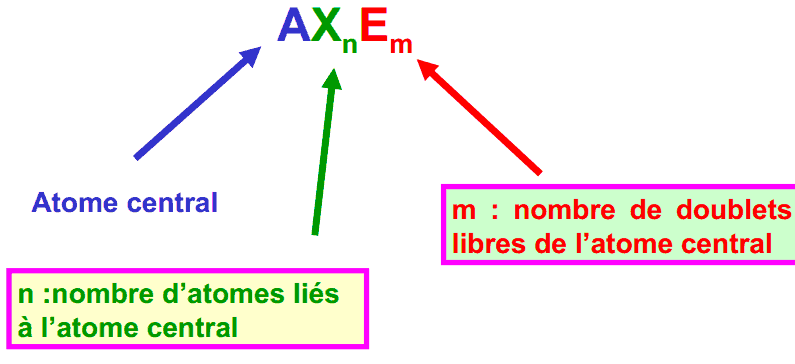 AXnEm
Atome central
m : nombre de doublets
libres de l’atome central
n :nombre d’atomes liés
à l’atome central